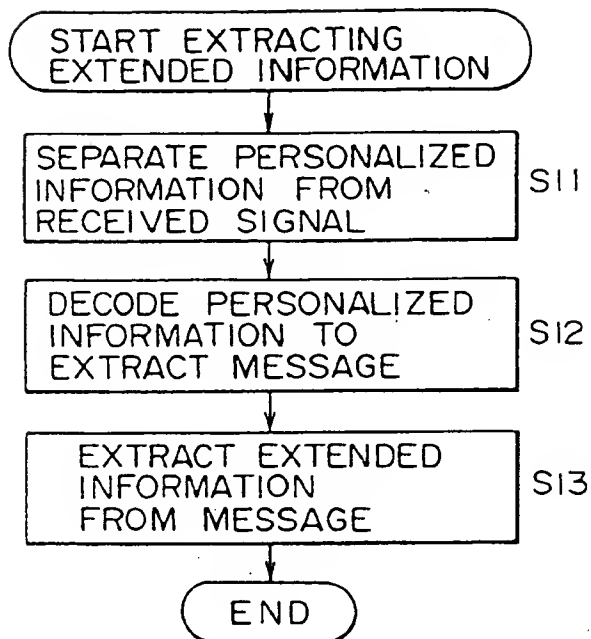 START EXTRACTING
EXTENDED INFORMATION
SEPARATE PERSONALIZED
INFORMATION FROM
RECEIVED SIGNAL
S11
DECODE PERSONALIZED
INFORMATION TO
EXTRACT MESSAGE
S12
EXTRACT EXTENDED
INFORMATION
FROM MESSAGE
S13
END